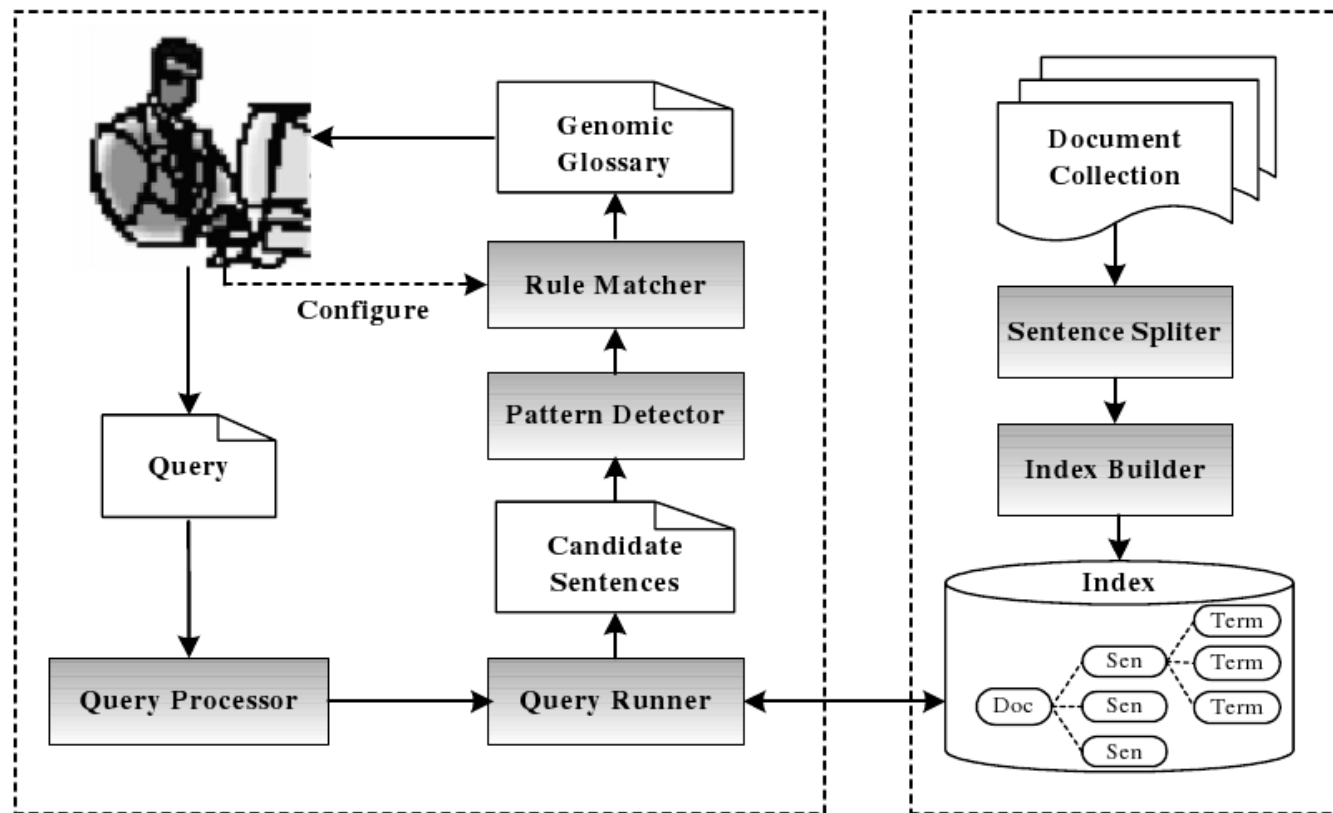 Genomic
Glossary
Rule Matcher
Configure
Pattern Detector
Query
Candidate
Sentences
Query Processor
Query Runner
Document
Collection
Sentence Spliter
Index Builder
Index
Term
Sen
Term
Doc
Sen
Term
Sen